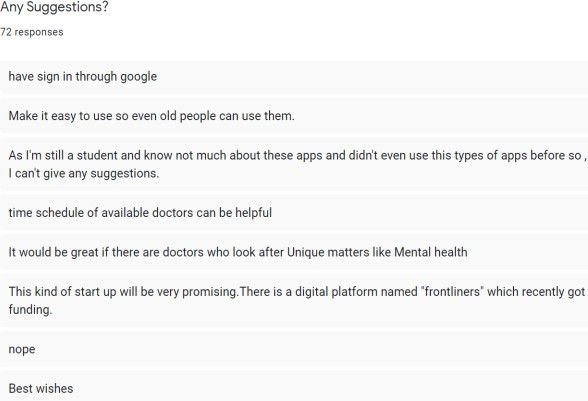 Any Suggestions?
72 responses
have sign in through google
Make it easy to use so even old people can use them.
As I'm still a student and know not much about these apps and didn't even use this types of apps before so ,
I can't give any suggestions.
time schedule of available doctors can be helpful
It would be great if there are doctors who look after Unique matters like Mental health
This kind of start up will be very promising.There is a digital platform named "frontliners" which recently got
funding.
nope
Best wishes